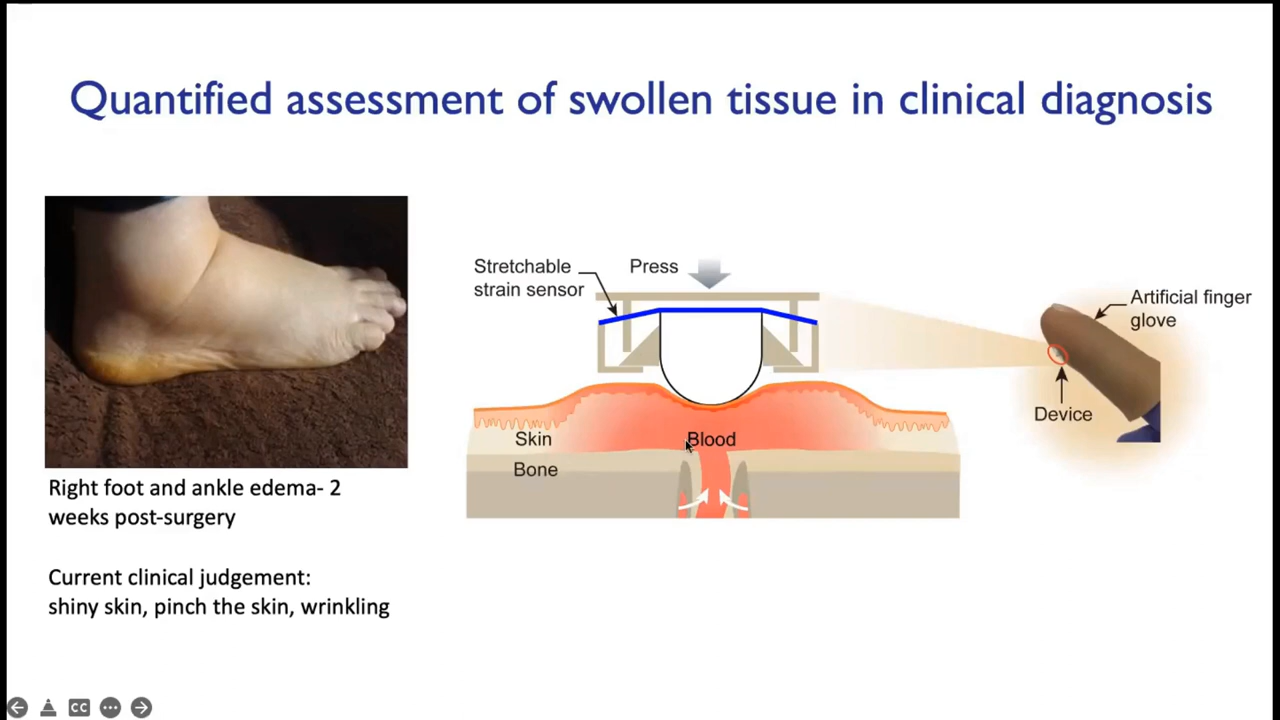 Quantified assessment of swollen tissue in clinical diagnosis
Right foot and ankle edema- 2
weeks post-surgery
Current clinical judgement:
shiny skin, pinch the skin, wrinkling
Stretchable
strain sensor
Press
Skin
Blood
Bone
Artificial finger
glove
Device
CC